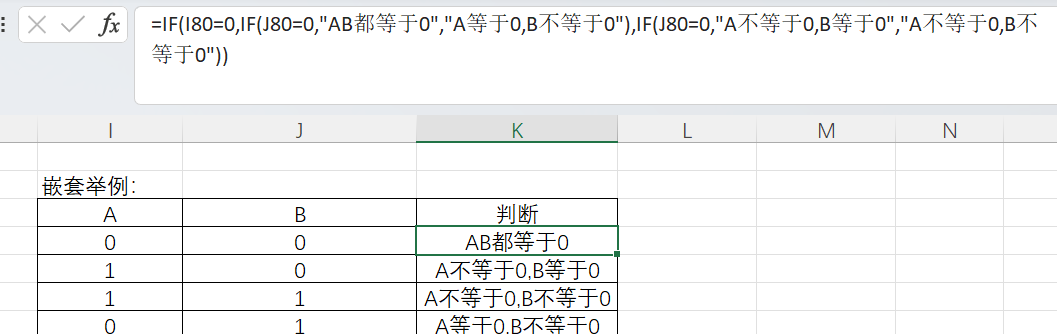 fx
=IF(I80=0,IF(J80=0,"AB都等于0","A等于0,B不等于0"),IF(J80=0,"A不等于0,B等于0","A不等于0,B不
等于0"))
I J K L M N
嵌套举例：
A B 判断
0 0 AB都等于0
1 0 A不等于0,B等于0
1 1 A不等于0,B不等于0
0 1 A等于0,B不等于0